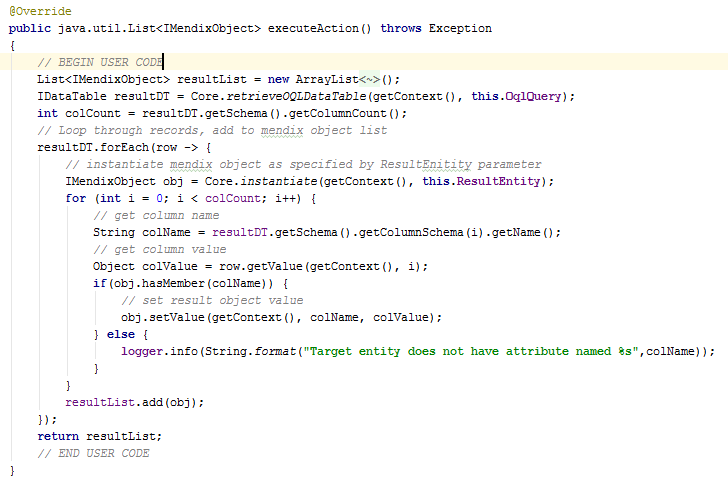 @Override
public java.util.List<IMendixObject> executeAction() throws Exception
{
    // BEGIN USER CODE
    List<IMendixObject> resultList = new ArrayList<~>();
    IDataTable resultDT = Core.retrieveOQLDataTable(getContext(), this.OqlQuery);
    int colCount = resultDT.getSchema().getColumnCount();
    // Loop through records, add to mendix object list
    resultDT.forEach(row -> {
        // instantiate mendix object as specified by ResultEnitity parameter
        IMendixObject obj = Core.instantiate(getContext(), this.ResultEntity);
        for (int i = 0; i < colCount; i++) {
            // get column name
            String colName = resultDT.getSchema().getColumnSchema(i).getName();
            // get column value
            Object colValue = row.getValue(getContext(), i);
            if(obj.hasMember(colName)) {
                // set result object value
                obj.setValue(getContext(), colName, colValue);
            } else {
                logger.info(String.format("Target entity does not have attribute named %s",colName));
            }
        }
        resultList.add(obj);
    });
    return resultList;
    // END USER CODE
}